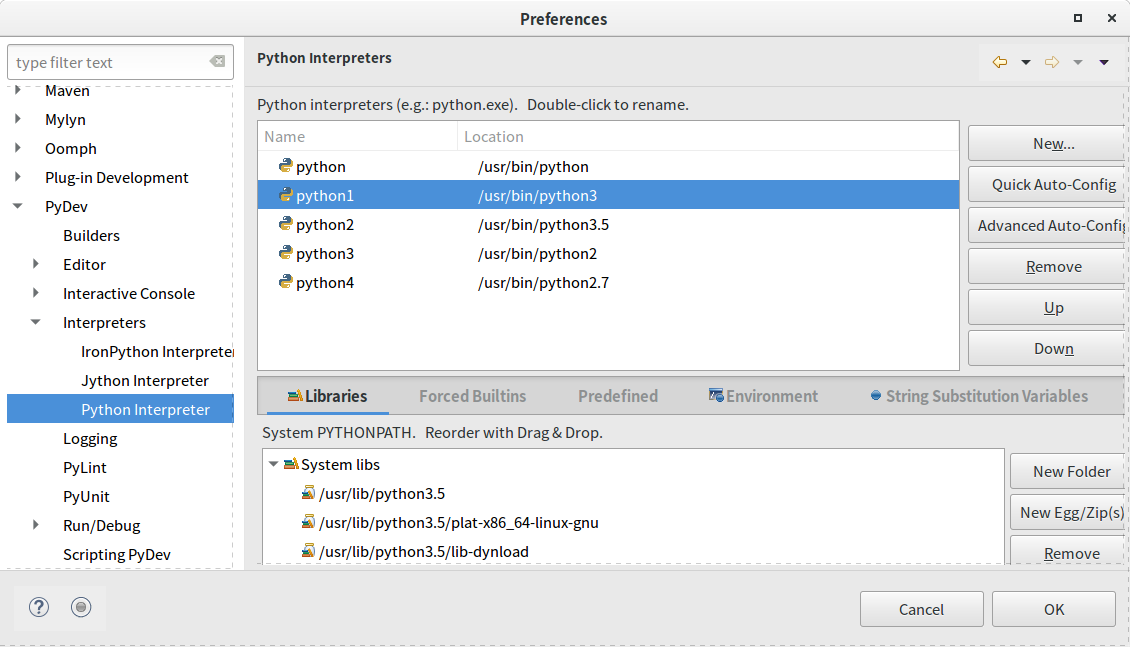 Preferences
type filter text
Maven
Mylyn
Oomph
Plug-in Development
PyDev
Builders
Editor
Interactive Console
Interpreters
IronPython Interpreter
Jython Interpreter
Python Interpreter
Logging
PyLint
PyUnit
Run/Debug
Scripting PyDev
Python Interpreters
Python interpreters (e.g.: python.exe).   Double-click to rename.
Name Location
python /usr/bin/python
python1 /usr/bin/python3
python2 /usr/bin/python3.5
python3 /usr/bin/python2
python4 /usr/bin/python2.7
New...
Quick Auto-Config
Advanced Auto-Confi
Remove
Up
Down
Libraries Forced Builtins Predefined Environment String Substitution Variables
System PYTHONPATH.   Reorder with Drag & Drop.
System libs
/usr/lib/python3.5
/usr/lib/python3.5/plat-x86_64-linux-gnu
/usr/lib/python3.5/lib-dynload
New Folder
New Egg/Zip(s)
Remove
?
Cancel OK